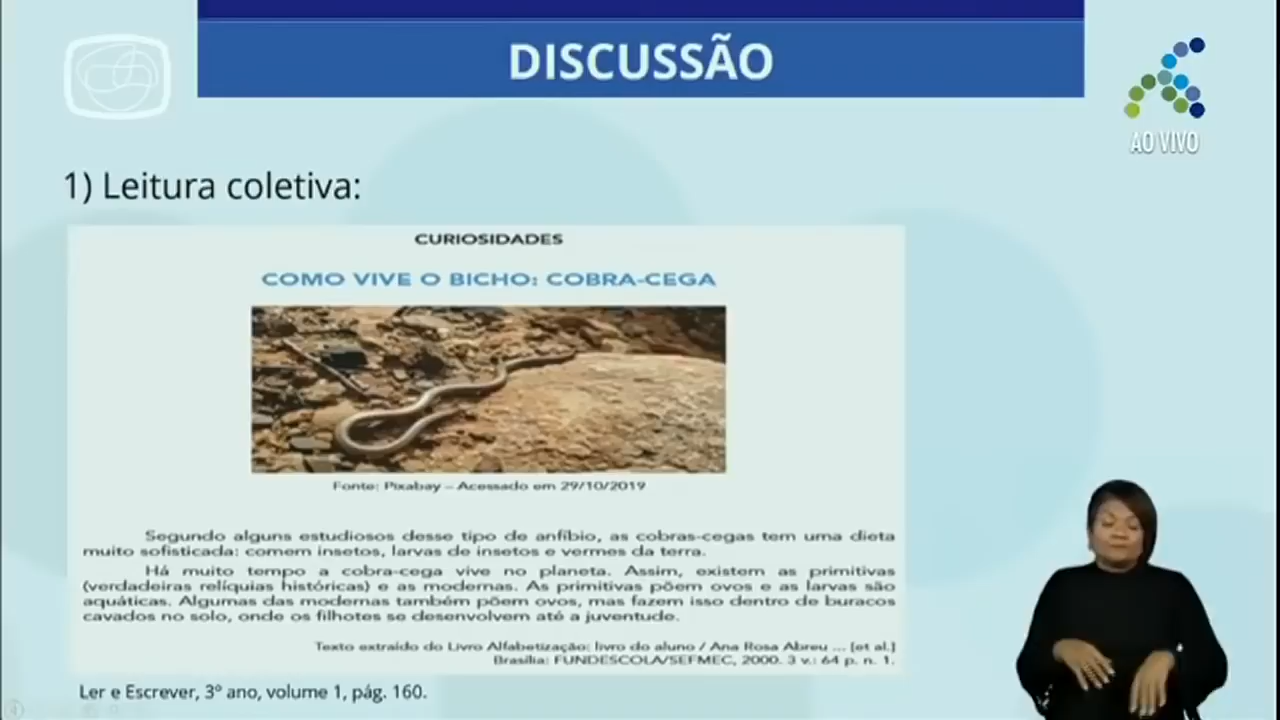 DISCUSSÃO
AO VIVO
1) Leitura coletiva:
CURIOSIDADES
COMO VIVE O BICHO: COBRA-CEGA
Fonte: Pixabay – Acessado em 29/10/2019
Segundo alguns estudiosos desse tipo de anfíbio, as cobras-cegas tem uma dieta
muito sofisticada: comem insetos, larvas de insetos e vermes da terra.
Há muito tempo a cobra-cega vive no planeta. Assim, existem as primitivas
(verdadeiras relíquias históricas) e as modernas. As primitivas põem ovos e as larvas são
aquáticas. Algumas das modernas também põem ovos, mas fazem isso dentro de buracos
cavados no solo, onde os filhotes se desenvolvem até a juventude.
Texto extraído do Livro Alfabetização: livro do aluno / Ana Rosa Abreu ... [et al.]
Brasília: FUNDESCOLA/SEFMEC, 2000. 3 v.: 64 p. n. 1.
Ler e Escrever, 3º ano, volume 1, pág. 160.